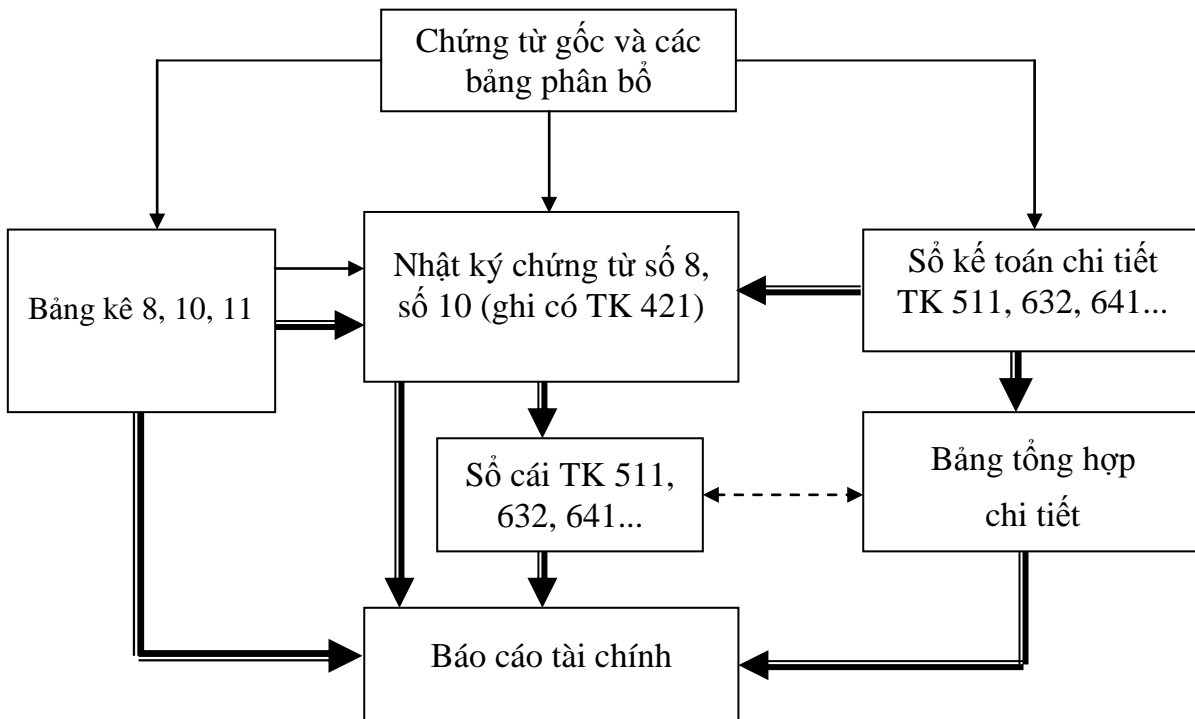 Chứng từ gốc và các
bảng phân bổ
Bảng kê 8, 10, 11
Nhật ký chứng từ số 8,
số 10 (ghi có TK 421)
Sổ kế toán chi tiết
TK 511, 632, 641...
Sổ cái TK 511,
632, 641...
Bảng tổng hợp
chi tiết
Báo cáo tài chính